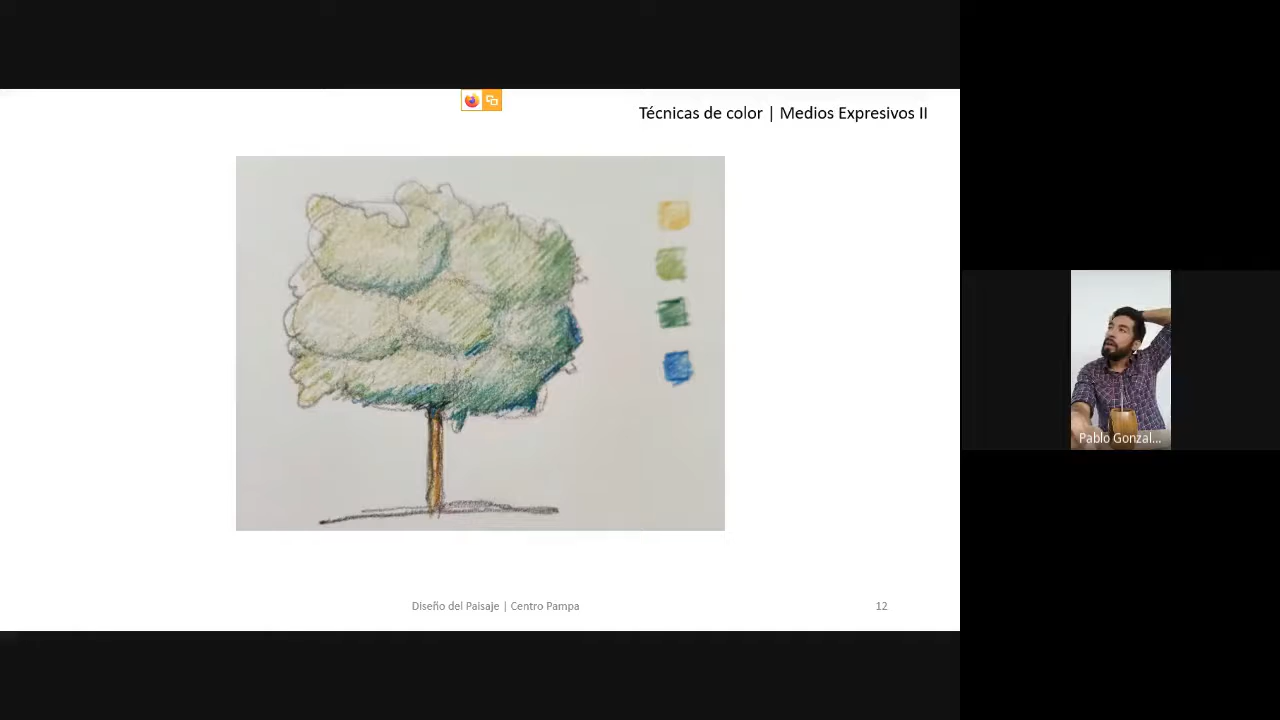 Técnicas de color | Medios Expresivos II
Pablo Gonzal...
Diseño del Paisaje | Centro Pampa
12